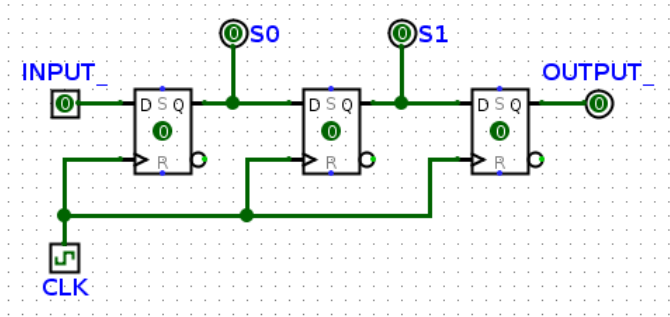 S0 S1
INPUT_ OUTPUT_
0 0
D S Q D S Q D S Q
0 0
0 0 0
R R R
CLK